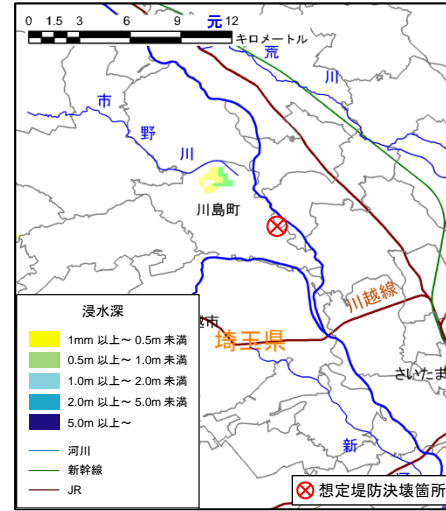 0 1.5 3 6 9 12
キロメートル
元
荒
川
市
野
川
川島町
川越線
越市
埼玉県
さいたま
新
河
浸水深
1mm 以上～ 0.5m 未満
0.5m 以上～ 1.0m 未満
1.0m 以上～ 2.0m 未満
2.0m 以上～ 5.0m 未満
5.0m 以上～
河川
新幹線
JR
想定堤防決壊箇所